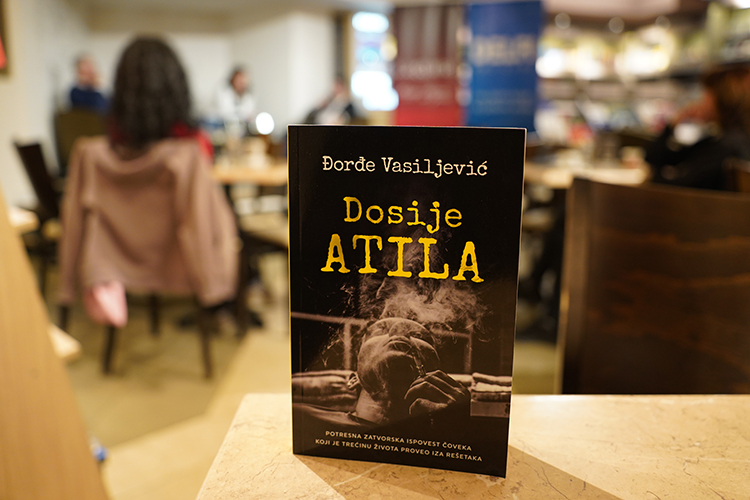 Đorđe Vasiljević
Dosije
ATILA
POTRESNA ZATVORSKA ISPOVEST ČOVEKA
KOJI JE TREĆINU ŽIVOTA PROVEO IZA REŠETAKA